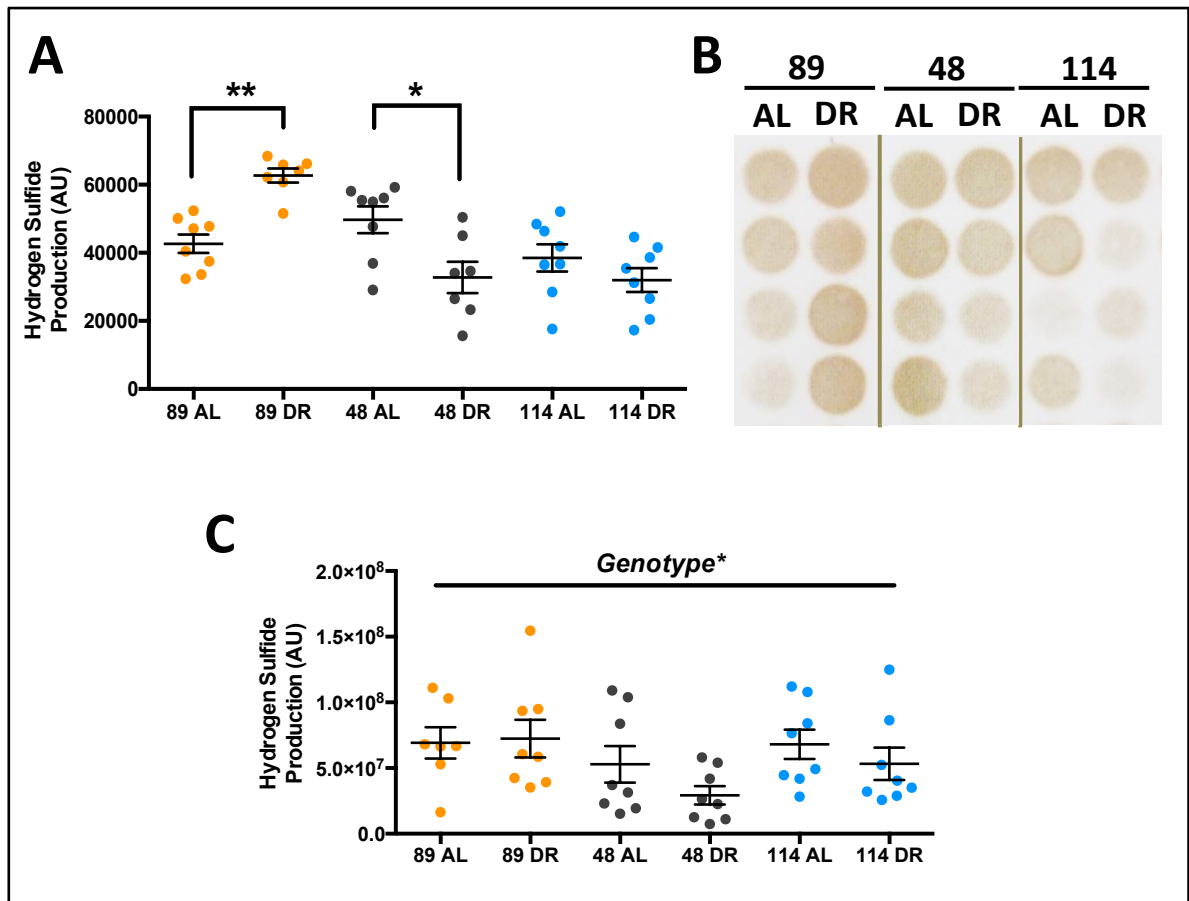 A
**
*
80000
60000
40000
20000
0
Hydrogen Sulfide
Production (AU)
89 AL 89 DR 48 AL 48 DR 114 AL 114 DR
B
89 48 114
AL DR AL DR AL DR
C
Genotype*
2.0×10⁸
1.5×10⁸
1.0×10⁸
5.0×10⁷
0.0
Hydrogen Sulfide
Production (AU)
89 AL 89 DR 48 AL 48 DR 114 AL 114 DR